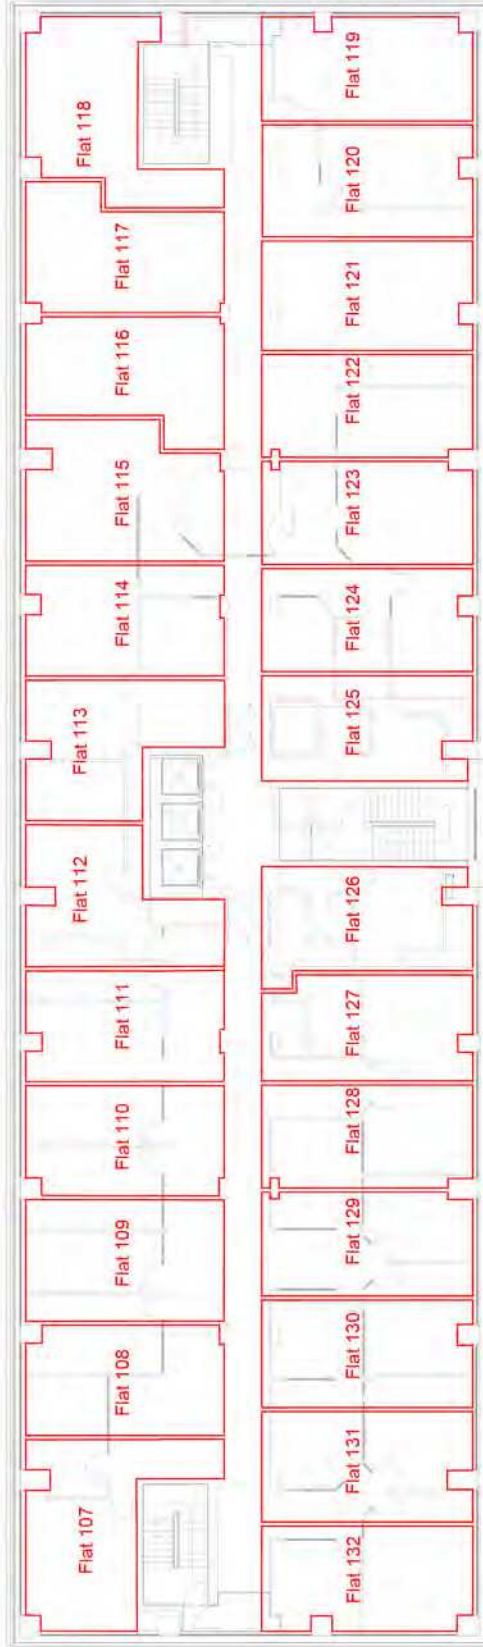 Flat 118
Flat 117
Flat 116
Flat 115
Flat 114
Flat 113
Flat 112
Flat 111
Flat 110
Flat 109
Flat 108
Flat 107
Flat 119
Flat 120
Flat 121
Flat 122
Flat 123
Flat 124
Flat 125
Flat 126
Flat 127
Flat 128
Flat 129
Flat 130
Flat 131
Flat 132